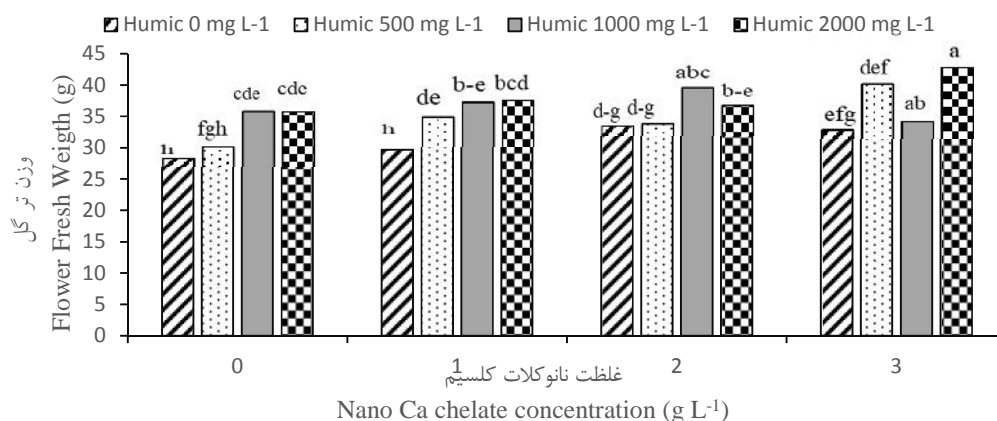 Humic 0 mg L-1 Humic 500 mg L-1 Humic 1000 mg L-1 Humic 2000 mg L-1
وزن تر گل
Flower Fresh Weigth (g)
45
40
35
30
25
20
15
10
5
0
h fgh cde cde
h de b-e bcd
d-g d-g abc b-e
efg def ab a
0 1 2 3
غلظت نانوکلات کلسیم
Nano Ca chelate concentration (g L-1)